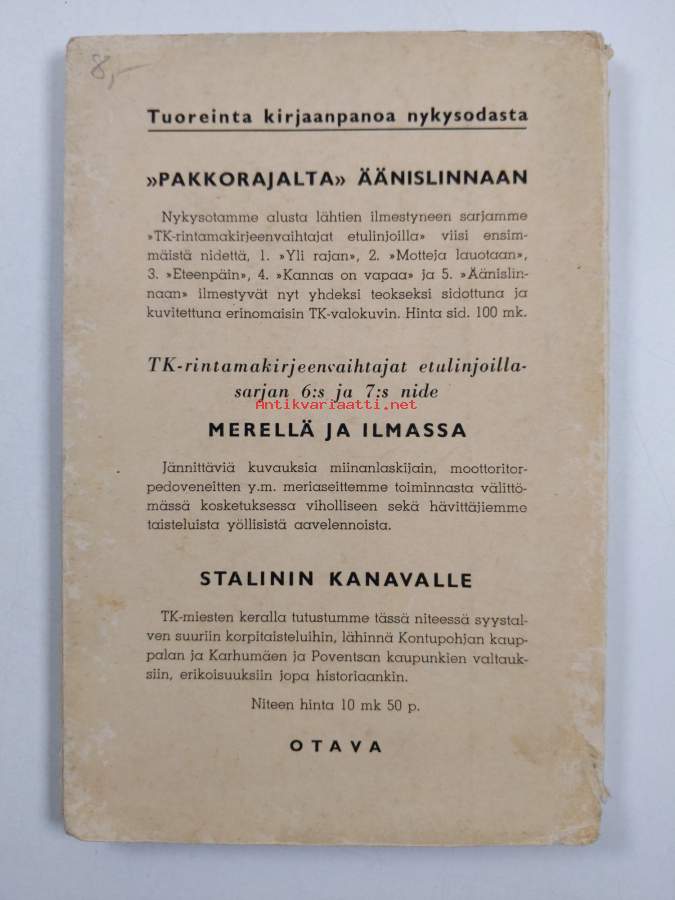 8,-
Tuoreinta kirjaanpanoa nykysodasta
»PAKKORAJALTA» ÄÄNISLINNAAN
Nykysotamme alusta lähtien ilmestyneen sarjamme
»TK-rintamakirjeenvaihtajat etulinjoilla» viisi ensim-
mäistä nidettä, 1. »Yli rajan», 2. »Motteja lauotaan»,
3. »Eteenpäin», 4. »Kannas on vapaa» ja 5. »Äänislin-
naan» ilmestyvät nyt yhdeksi teokseksi sidottuna ja
kuvitettuna erinomaisin TK-valokuvin. Hinta sid. 100 mk.
TK-rintamakirjeenvaihtajat etulinjoilla-
sarjan 6:s ja 7:s nide
Antikvariaatti.net
MERELLÄ JA ILMASSA
Jännittäviä kuvauksia miinanlaskijain, moottoritor-
pedoveneitten y.m. meriaseittemme toiminnasta välittö-
mässä kosketuksessa viholliseen sekä hävittäjiemme
taisteluista yöllisistä aavelennoista.
STALININ KANAVALLE
TK-miesten keralla tutustumme tässä niteessä syystal-
ven suuriin korpitaisteluihin, lähinnä Kontupohjan kaup-
palan ja Karhumäen ja Poventsan kaupunkien valtauk-
siin, erikoisuuksiin jopa historiaankin.
Niteen hinta 10 mk 50 p.
OTAVA